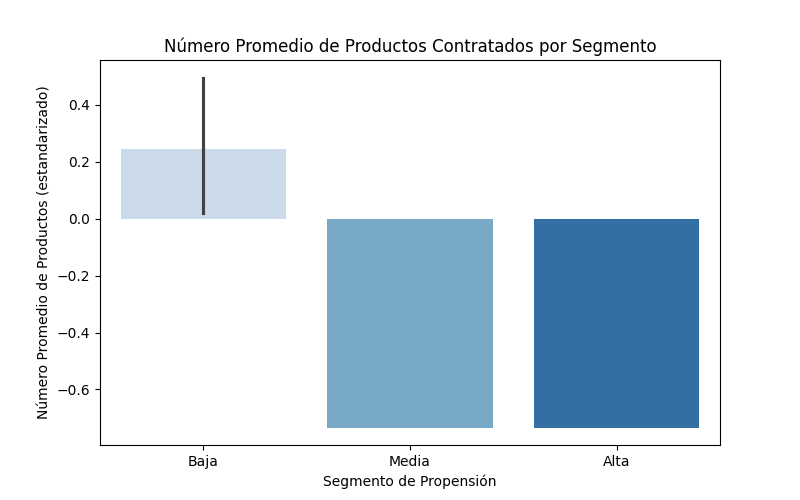 Número Promedio de Productos Contratados por Segmento
Número Promedio de Productos (estandarizado)
0.4
0.2
0.0
−0.2
−0.4
−0.6
Baja
Media
Alta
Segmento de Propensión